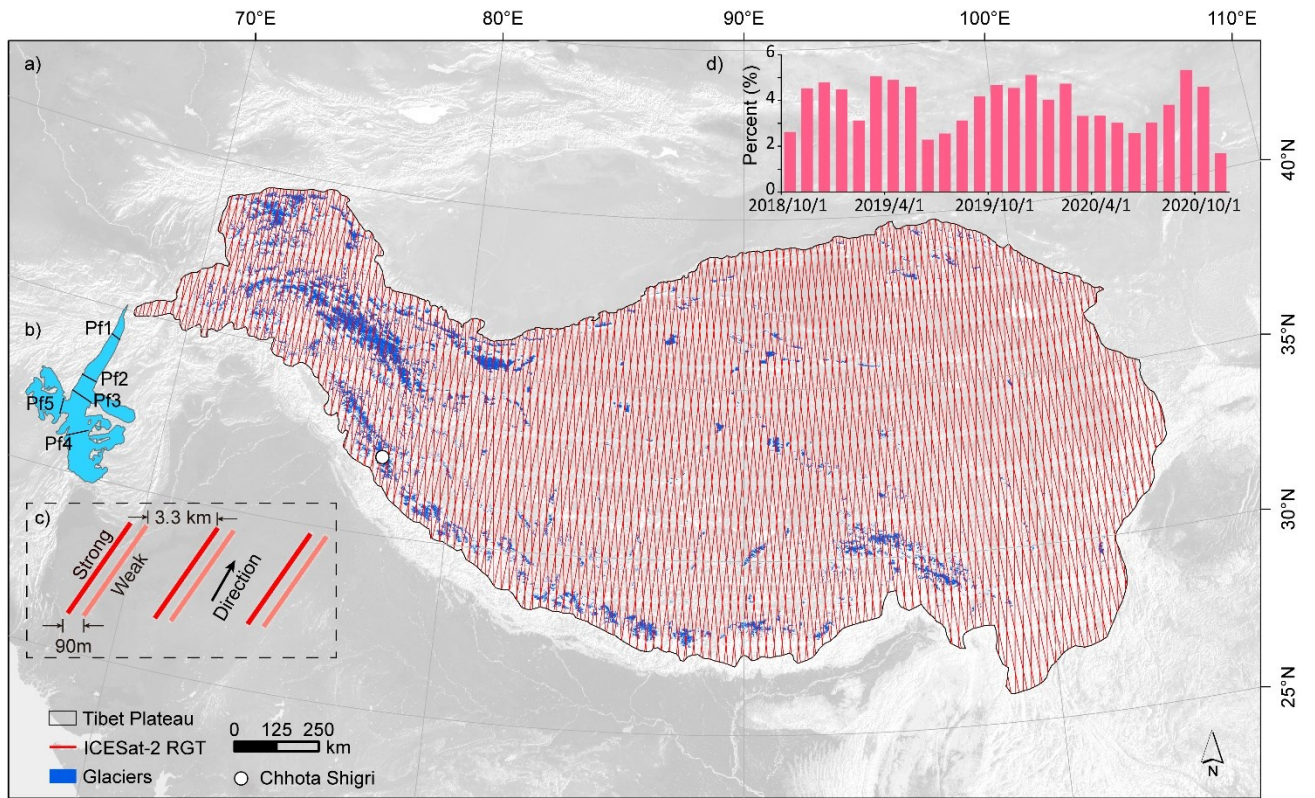 70°E 80°E 90°E 100°E 110°E
a)
d)
Percent (%)
6
4
2
0
2018/10/1 2019/4/1 2019/10/1 2020/4/1 2020/10/1
40°N
35°N
30°N
25°N
b)
Pf1
Pf2
Pf3
Pf5
Pf4
c)
3.3 km
Strong
Weak
Direction
90m
Tibet Plateau
ICESat-2 RGT
Glaciers
0 125 250
km
Chhota Shigri
N